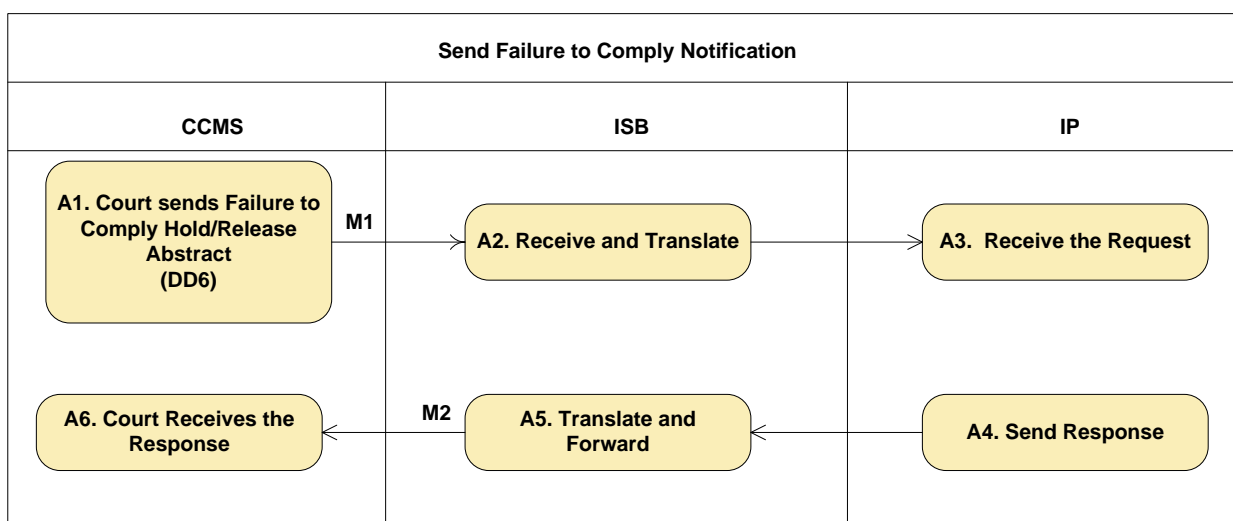 Send Failure to Comply Notification
CCMS
ISB
IP
A1. Court sends Failure to
Comply Hold/Release
Abstract
(DD6)
M1
A2. Receive and Translate
A3. Receive the Request
A6. Court Receives the
Response
M2
A5. Translate and
Forward
A4. Send Response